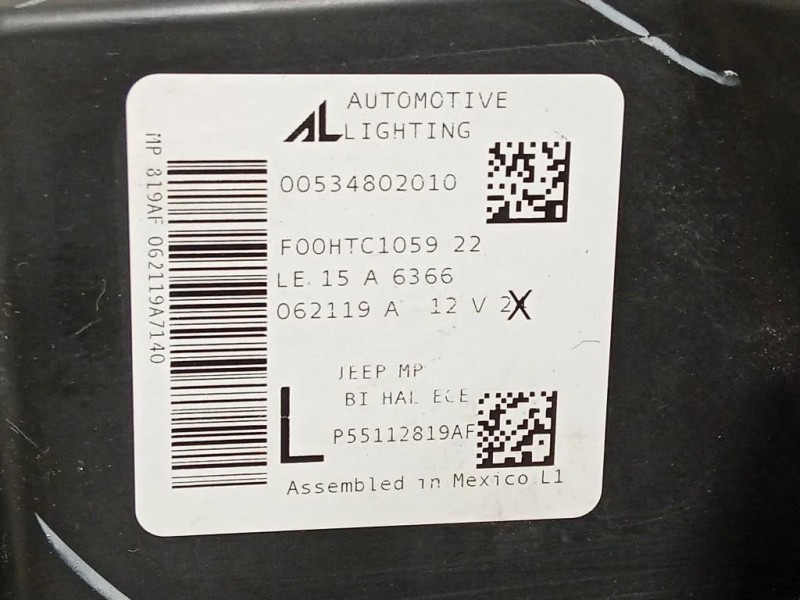 AL AUTOMOTIVE
LIGHTING
00534802010
F00HTC1059 22
LE 15 A 6366
062119 A 12 V
JEEP MP
BI HAL ECE
L
P55112819AF
Assembled in Mexico L1
MP 819AF 062119A7140